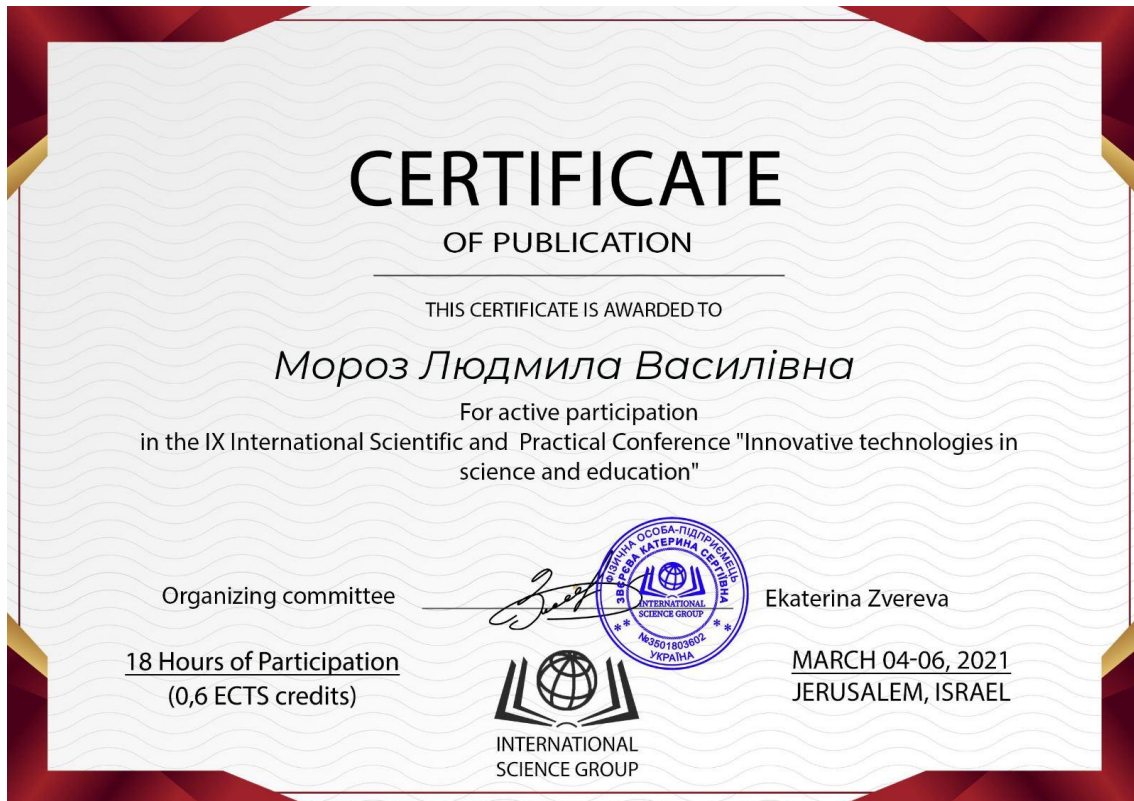 CERTIFICATE
OF PUBLICATION
THIS CERTIFICATE IS AWARDED TO
Мороз Людмила Василівна
For active participation
in the IX International Scientific and Practical Conference "Innovative technologies in
science and education"
Organizing committee
ФІЗИЧНА ОСОБА-ПІДПРИЄМЕЦЬ
ЗВЄРЄВА КАТЕРИНА СЕРГІЇВНА
INTERNATIONAL
SCIENCE GROUP
№3501803602
УКРАЇНА
Ekaterina Zvereva
18 Hours of Participation
(0,6 ECTS credits)
MARCH 04-06, 2021
JERUSALEM, ISRAEL
INTERNATIONAL
SCIENCE GROUP